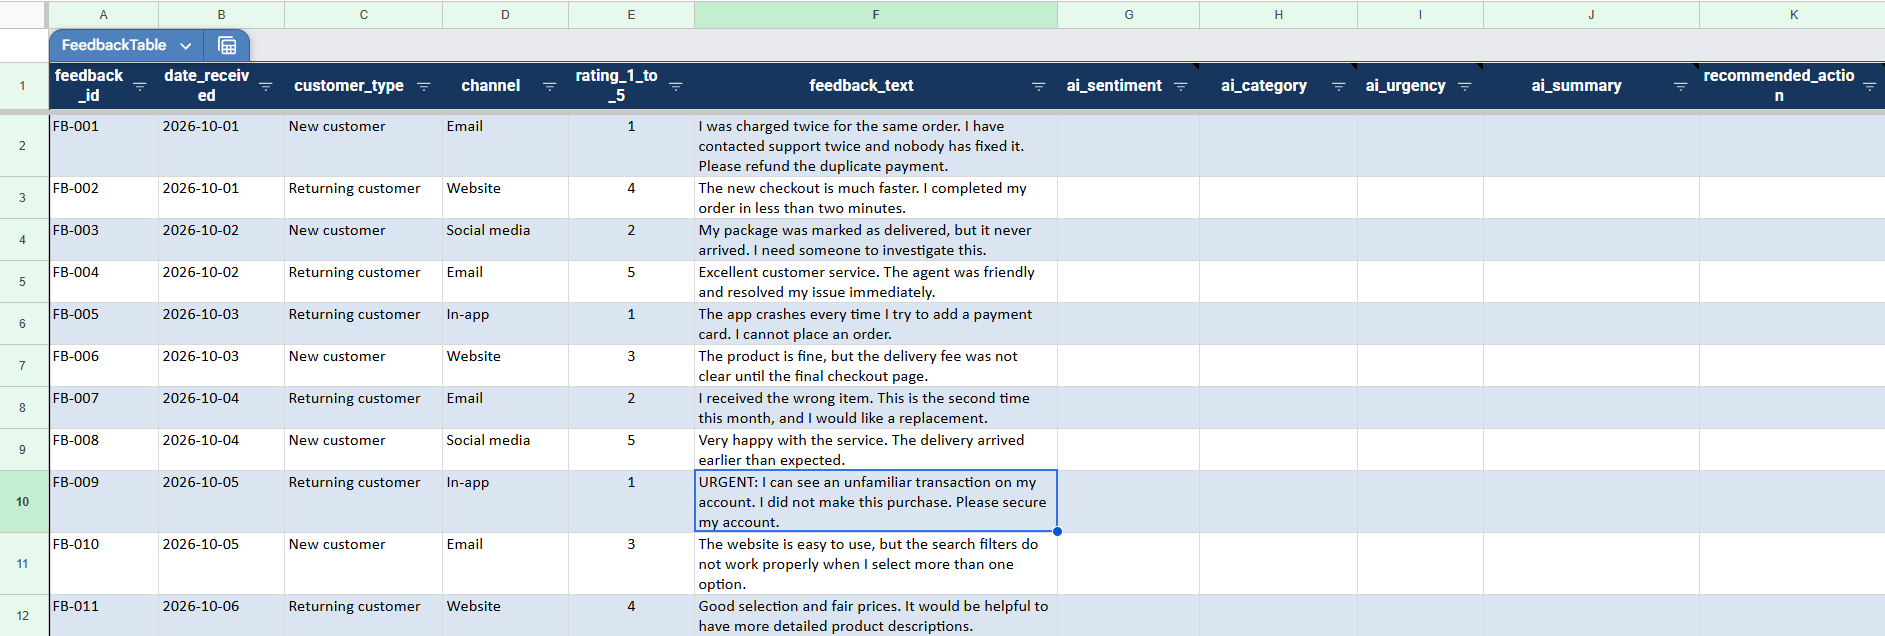 A B C D E F G H I J K
FeedbackTable
1 feedback_id date_received customer_type channel rating_1_to_5 feedback_text ai_sentiment ai_category ai_urgency ai_summary recommended_action
2 FB-001 2026-10-01 New customer Email 1 I was charged twice for the same order. I have
contacted support twice and nobody has fixed it.
Please refund the duplicate payment.
3 FB-002 2026-10-01 Returning customer Website 4 The new checkout is much faster. I completed my
order in less than two minutes.
4 FB-003 2026-10-02 New customer Social media 2 My package was marked as delivered, but it never
arrived. I need someone to investigate this.
5 FB-004 2026-10-02 Returning customer Email 5 Excellent customer service. The agent was friendly
and resolved my issue immediately.
6 FB-005 2026-10-03 Returning customer In-app 1 The app crashes every time I try to add a payment
card. I cannot place an order.
7 FB-006 2026-10-03 New customer Website 3 The product is fine, but the delivery fee was not
clear until the final checkout page.
8 FB-007 2026-10-04 Returning customer Email 2 I received the wrong item. This is the second time
this month, and I would like a replacement.
9 FB-008 2026-10-04 New customer Social media 5 Very happy with the service. The delivery arrived
earlier than expected.
10 FB-009 2026-10-05 Returning customer In-app 1 URGENT: I can see an unfamiliar transaction on my
account. I did not make this purchase. Please secure
my account.
11 FB-010 2026-10-05 New customer Email 3 The website is easy to use, but the search filters do
not work properly when I select more than one
option.
12 FB-011 2026-10-06 Returning customer Website 4 Good selection and fair prices. It would be helpful to
have more detailed product descriptions.